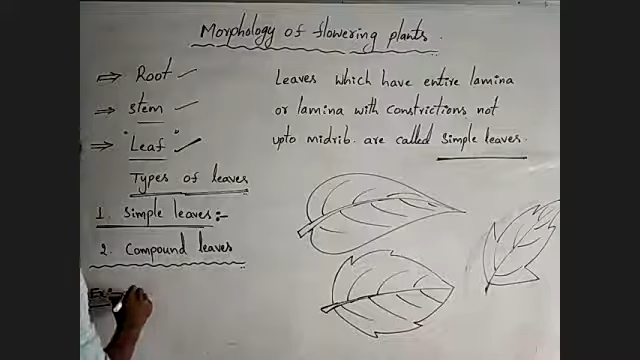 Morphology of flowering plants.
⇒ Root ✓
⇒ Stem ✓
⇒ "Leaf" ✓
Types of leaves
1. Simple leaves:-
2. Compound leaves
Ex:-
Leaves which have entire lamina
or lamina with constrictions not
upto midrib. are called simple leaves.